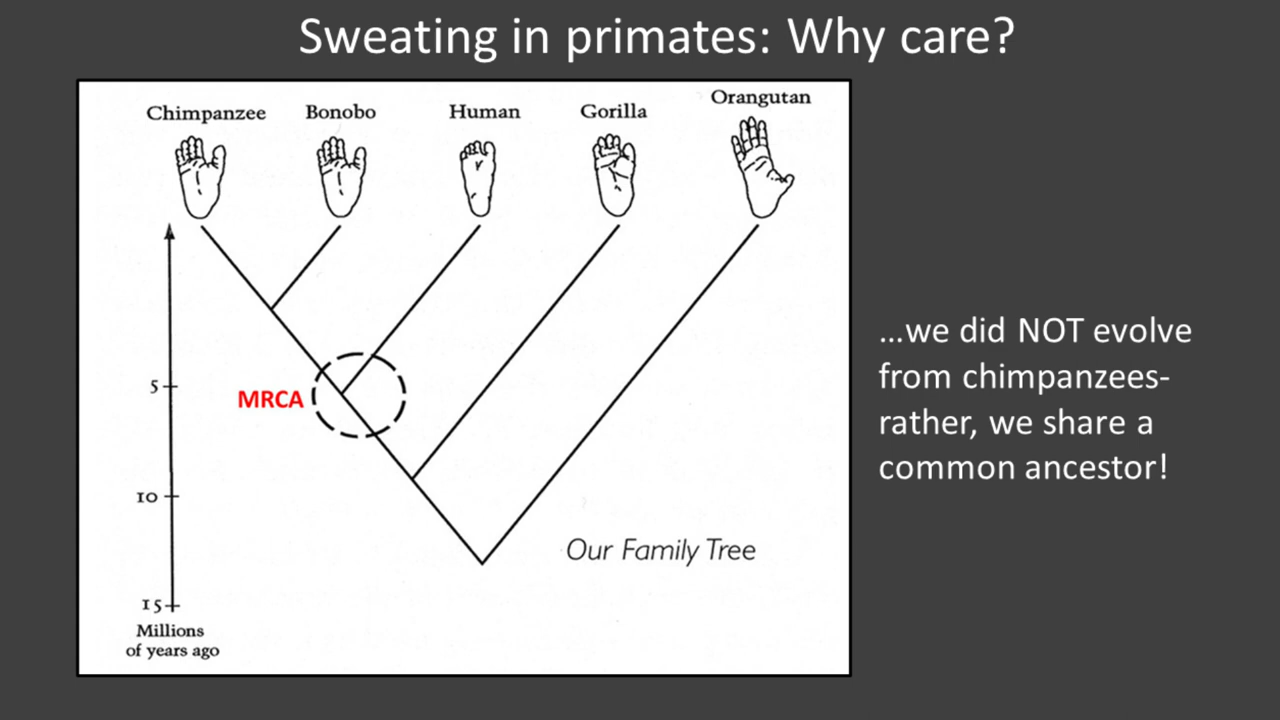 Sweating in primates: Why care?
Chimpanzee
Bonobo
Human
Gorilla
Orangutan
5
MRCA
10
15
Millions
of years ago
Our Family Tree
...we did NOT evolve
from chimpanzees-
rather, we share a
common ancestor!